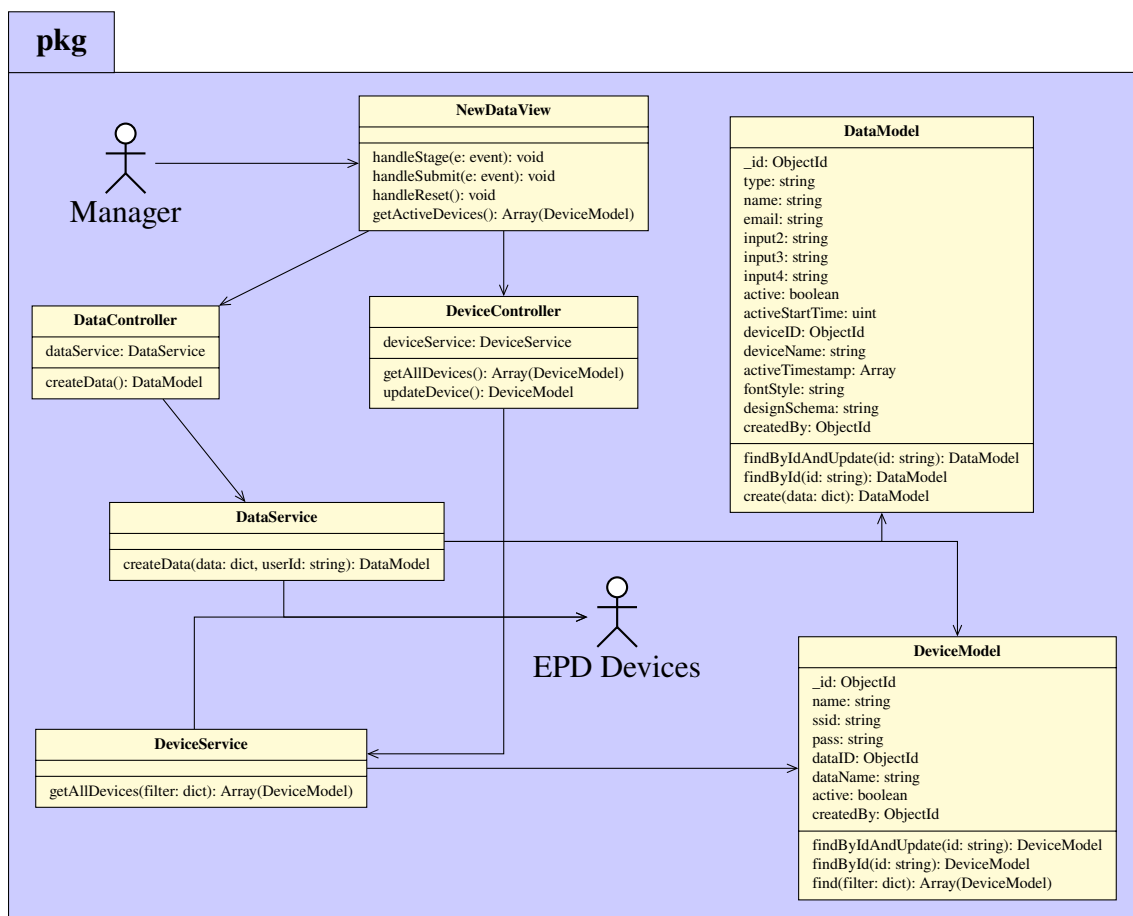 pkg
NewDataView
handleStage(e: event): void
handleSubmit(e: event): void
handleReset(): void
getActiveDevices(): Array(DeviceModel)
Manager
DataModel
_id: ObjectId
type: string
name: string
email: string
input2: string
input3: string
input4: string
active: boolean
activeStartTime: uint
deviceID: ObjectId
deviceName: string
activeTimestamp: Array
fontStyle: string
designSchema: string
createdBy: ObjectId
findByIdAndUpdate(id: string): DataModel
findById(id: string): DataModel
create(data: dict): DataModel
DataController
dataService: DataService
createData(): DataModel
DeviceController
deviceService: DeviceService
getAllDevices(): Array(DeviceModel)
updateDevice(): DeviceModel
DataService
createData(data: dict, userId: string): DataModel
EPD Devices
DeviceModel
_id: ObjectId
name: string
ssid: string
pass: string
dataID: ObjectId
dataName: string
active: boolean
createdBy: ObjectId
findByIdAndUpdate(id: string): DeviceModel
findById(id: string): DeviceModel
find(filter: dict): Array(DeviceModel)
DeviceService
getAllDevices(filter: dict): Array(DeviceModel)